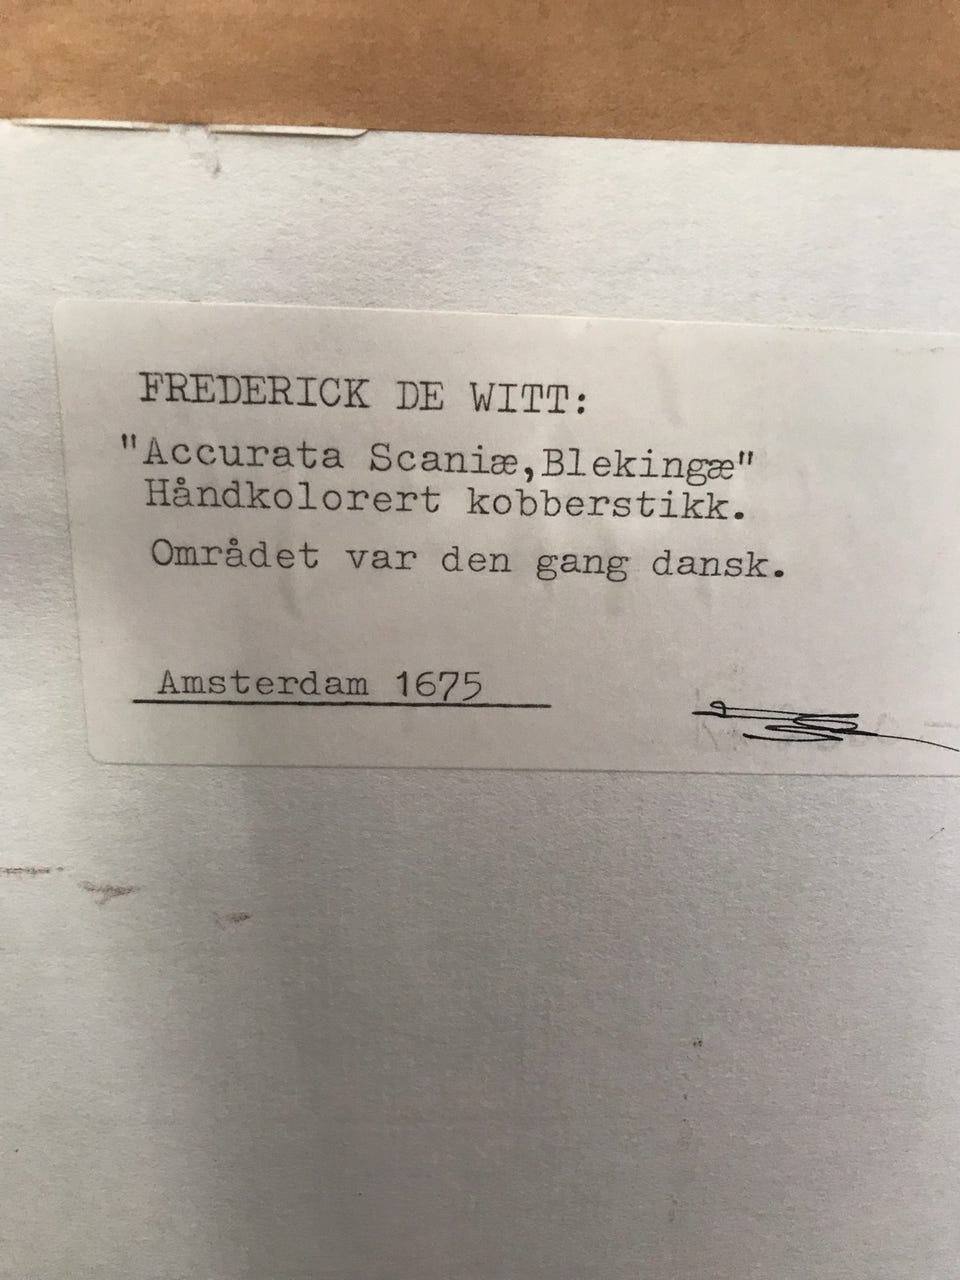 FREDERICK DE WITT:
"Accurata Scaniæ,Blekingæ"
Håndkolorert kobberstikk.
Området var den gang dansk.
Amsterdam 1675